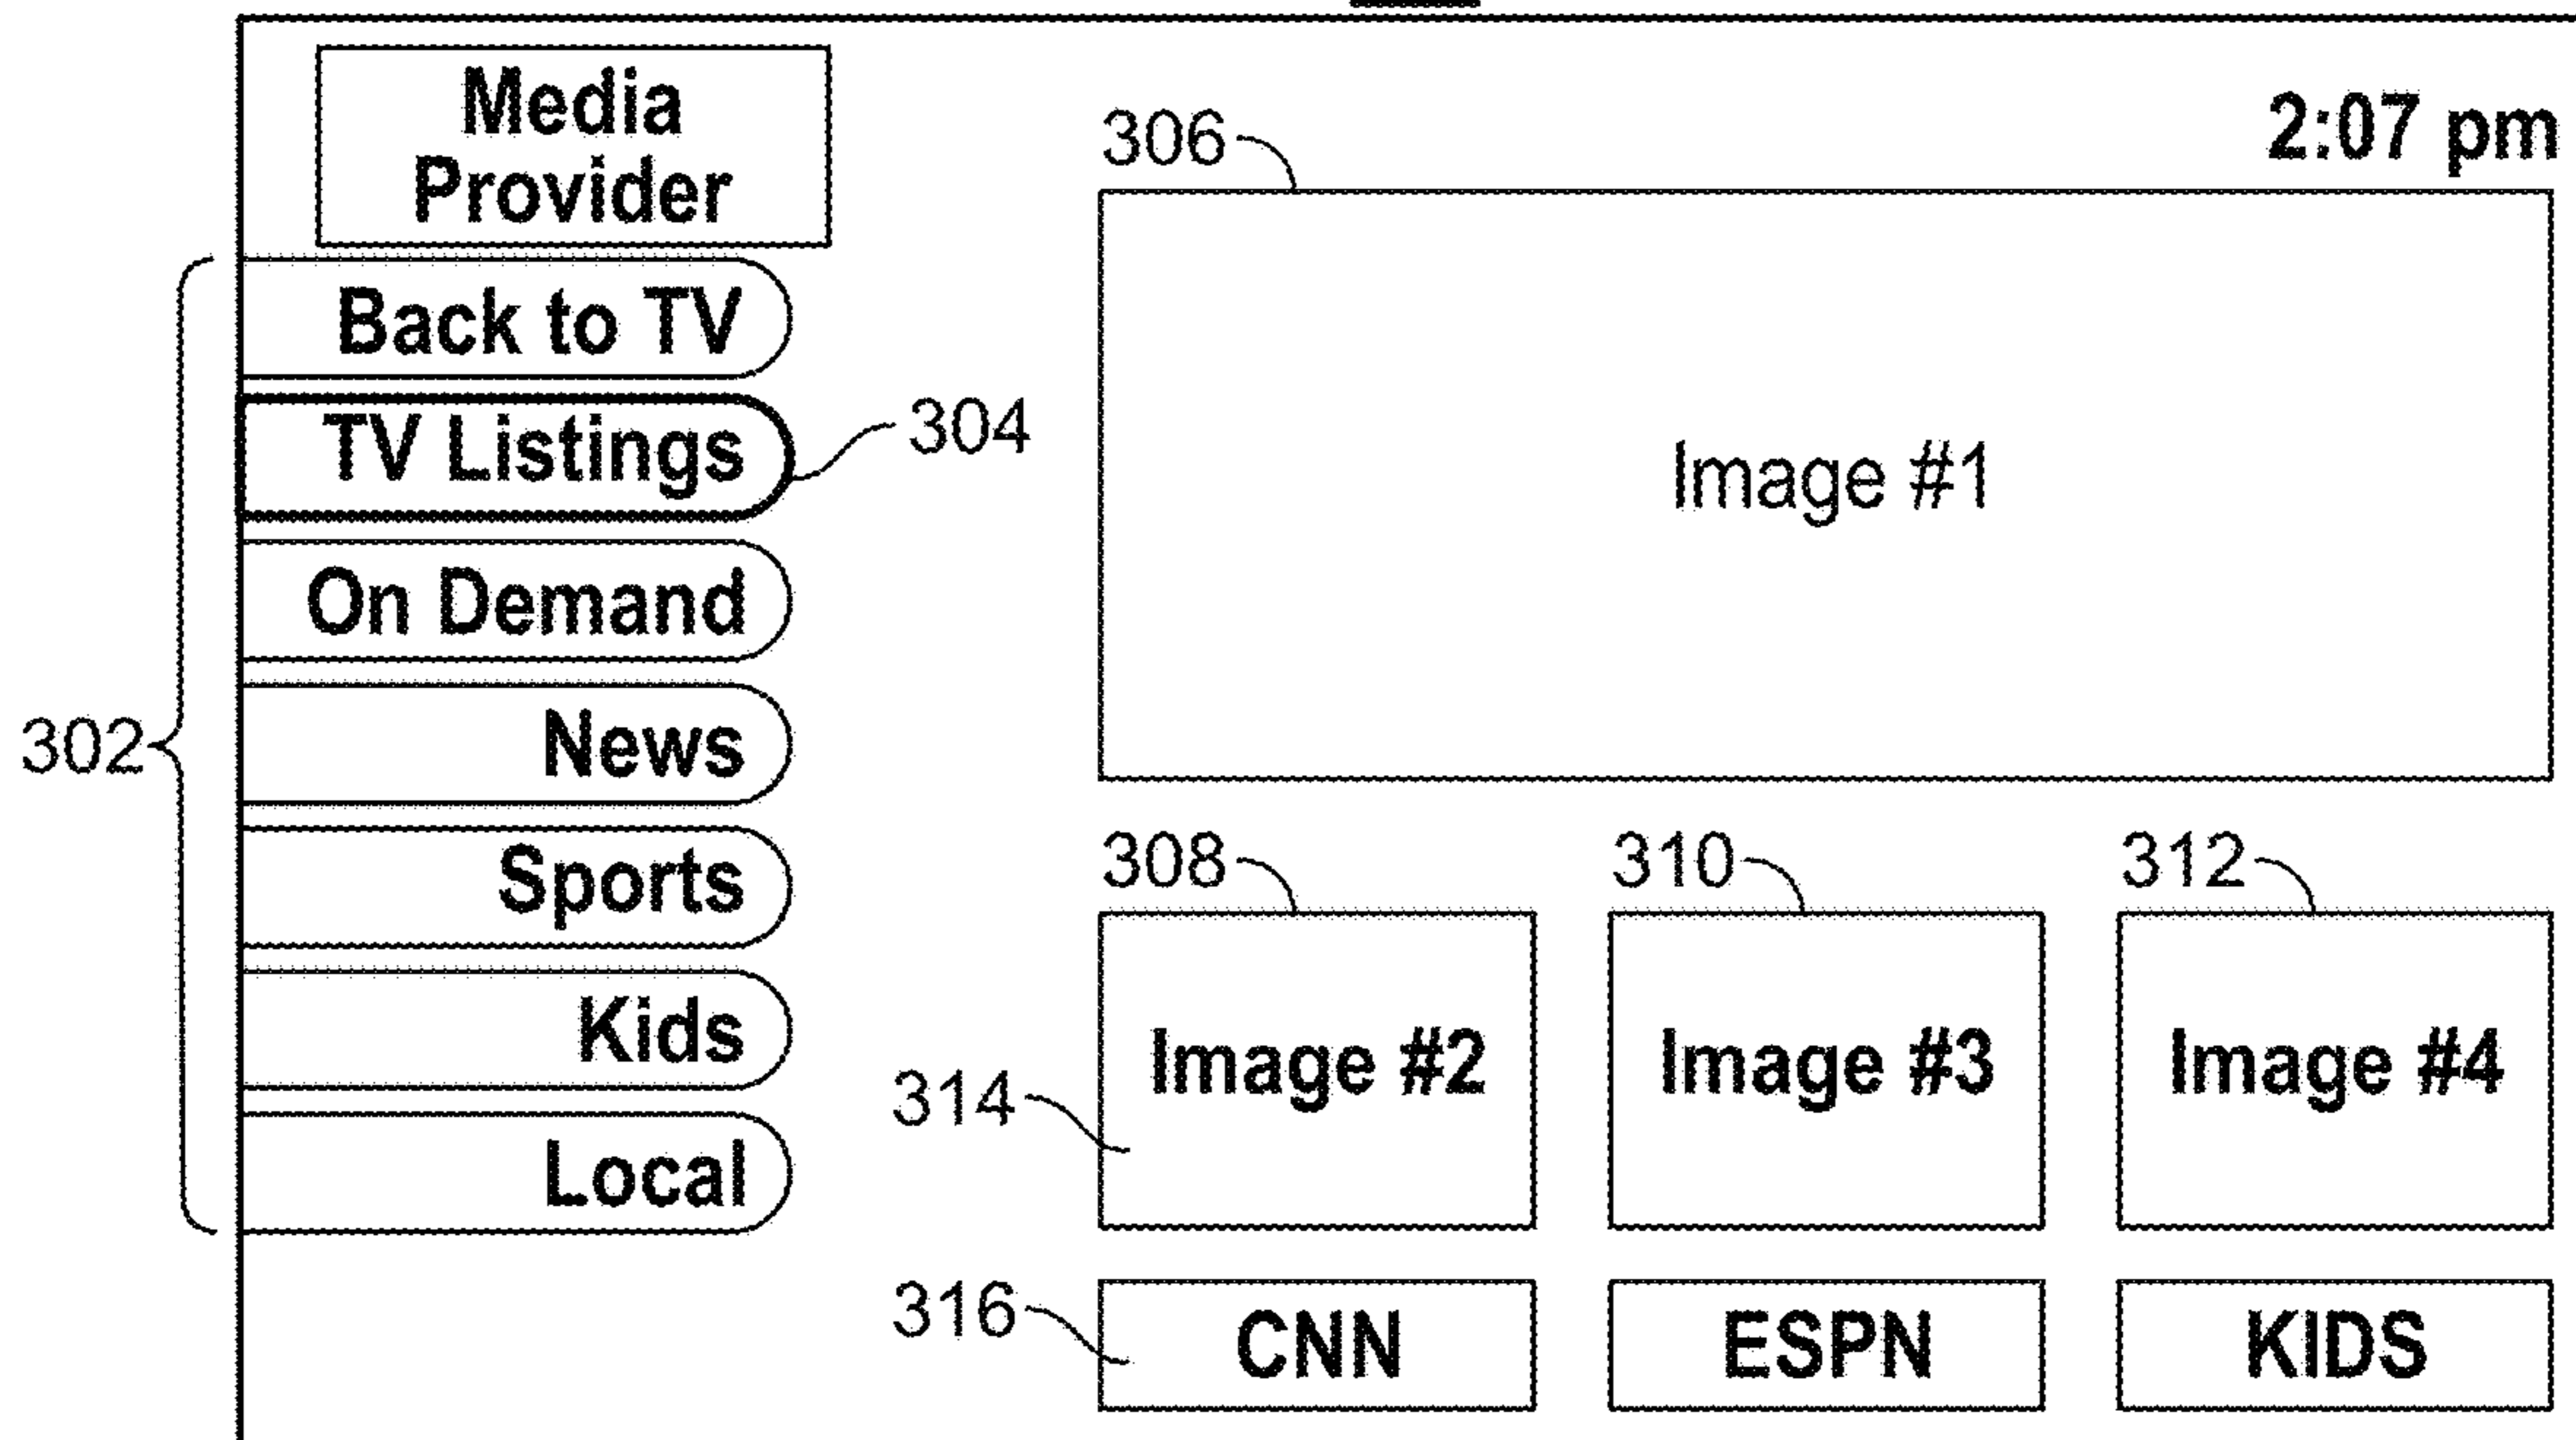 Media
Provider
2:07 pm
306
Back to TV
TV Listings
304
Image #1
On Demand
News
302
Sports
308
310
312
Kids
Image #2
Image #3
Image #4
314
Local
316
CNN
ESPN
KIDS